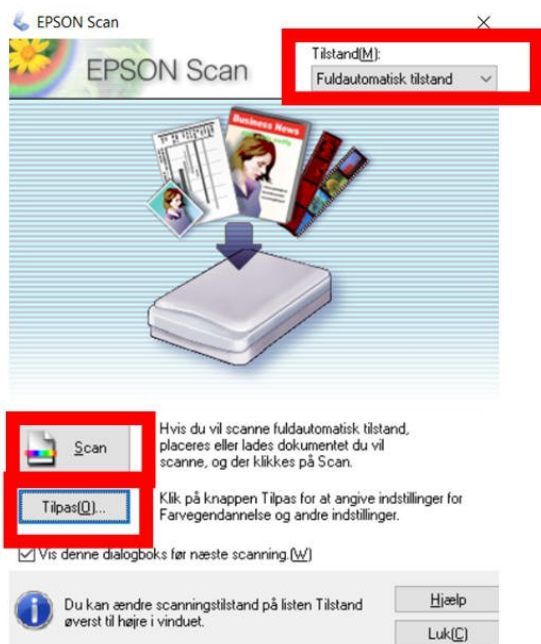 EPSON Scan
EPSON Scan
Tilstand(M):
Fuldautomatisk tilstand
Business News
Scan
Hvis du vil scanne fuldautomatisk tilstand,
placeres eller lades dokumentet du vil
scanne, og der klikkes på Scan.
Tilpas(O)...
Klik på knappen Tilpas for at angive indstillinger for
Farvegendannelse og andre indstillinger.
Vis denne dialogboks før næste scanning.(W)
Du kan ændre scanningstilstand på listen Tilstand
øverst til højre i vinduet.
Hjælp
Luk(C)